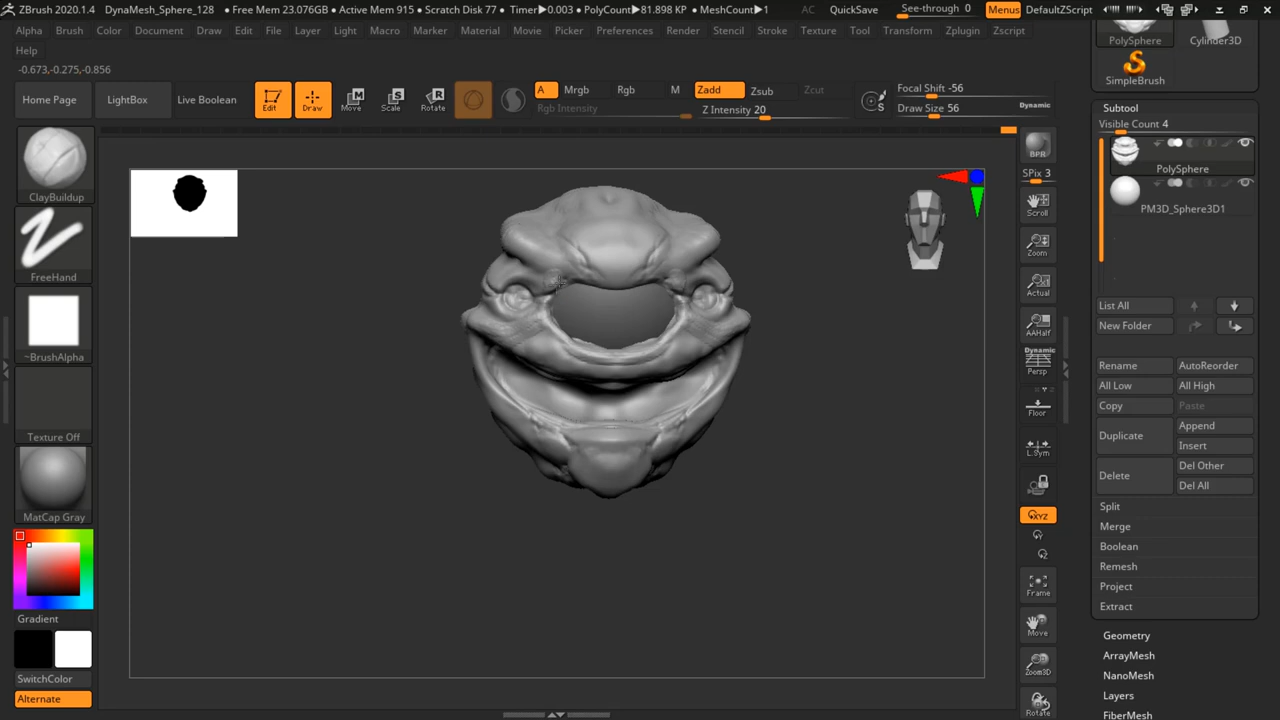 ZBrush 2020.1.4 DynaMesh_Sphere_128 • Free Mem 23.076GB • Active Mem 915 • Scratch Disk 77 • Timer▶0.003 • PolyCount▶81.898 KP • MeshCount▶1 AC QuickSave See-through 0 Menus DefaultZScript
Alpha Brush Color Document Draw Edit File Layer Light Macro Marker Material Movie Picker Preferences Render Stencil Stroke Texture Tool Transform Zplugin Zscript
Help
-0.673,-0.275,-0.856
Home Page LightBox Live Boolean Edit Draw Move Scale Rotate A Mrgb Rgb M Zadd Zsub Zcut Focal Shift -56
Rgb Intensity Z Intensity 20 Draw Size 56 Dynamic
S
ClayBuildup
FreeHand
~BrushAlpha
Texture Off
MatCap Gray
Gradient
SwitchColor
Alternate
BPR
SPix 3
Scroll
Zoom
Actual
AAHalf
Dynamic
Persp
Floor
L.Sym
XYZ
Y
Z
Frame
Move
Zoom3D
Rotate
PolySphere Cylinder3D
SimpleBrush
Subtool
Visible Count 4
PolySphere
PM3D_Sphere3D1
List All
New Folder
Rename AutoReorder
All Low All High
Copy Paste
Duplicate Append
Insert
Delete Del Other
Del All
Split
Merge
Boolean
Remesh
Project
Extract
Geometry
ArrayMesh
NanoMesh
Layers
FiberMesh